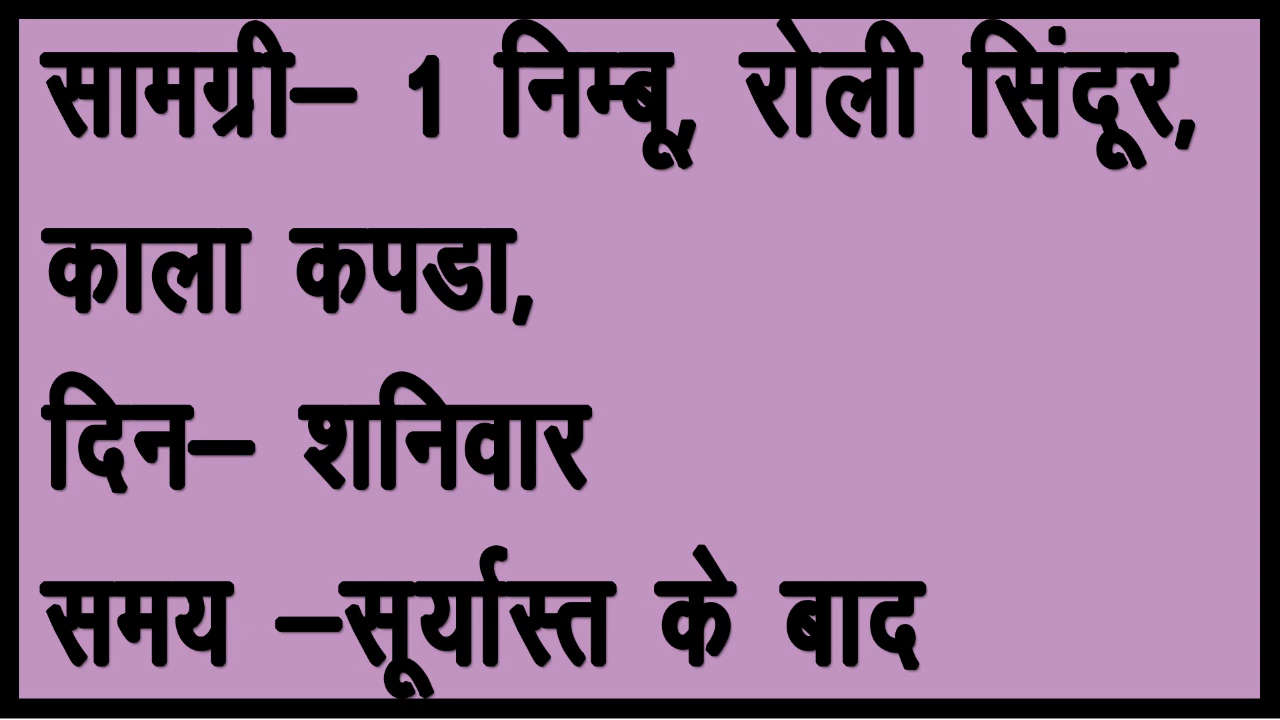 सामग्री– 1 निम्बू, रोली सिंदूर,
काला कपडा,
दिन– शनिवार
समय –सूर्यास्त के बाद